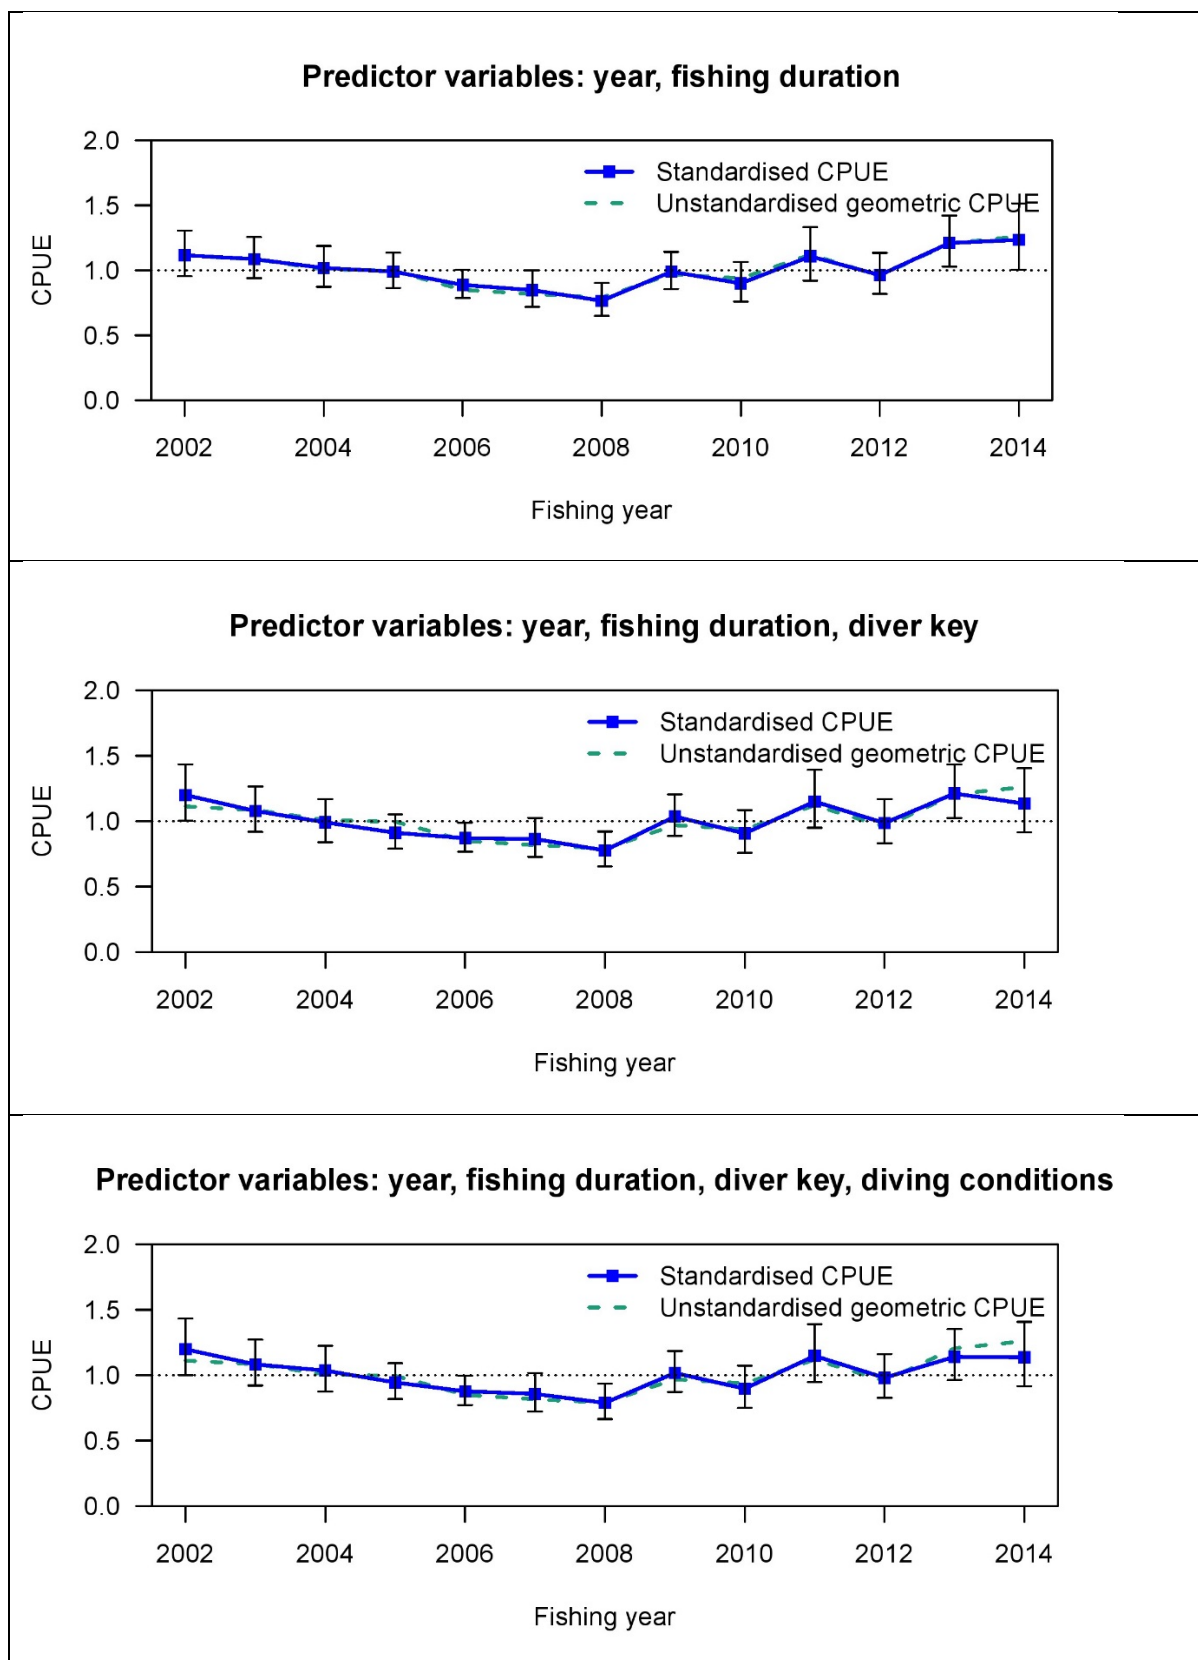 Predictor variables: year, fishing duration
2.0
Standardised CPUE
Unstandardised geometric CPUE
1.5
1.0
0.5
0.0
CPUE
2002 2004 2006 2008 2010 2012 2014
Fishing year
Predictor variables: year, fishing duration, diver key
2.0
Standardised CPUE
Unstandardised geometric CPUE
1.5
1.0
0.5
0.0
CPUE
2002 2004 2006 2008 2010 2012 2014
Fishing year
Predictor variables: year, fishing duration, diver key, diving conditions
2.0
Standardised CPUE
Unstandardised geometric CPUE
1.5
1.0
0.5
0.0
CPUE
2002 2004 2006 2008 2010 2012 2014
Fishing year